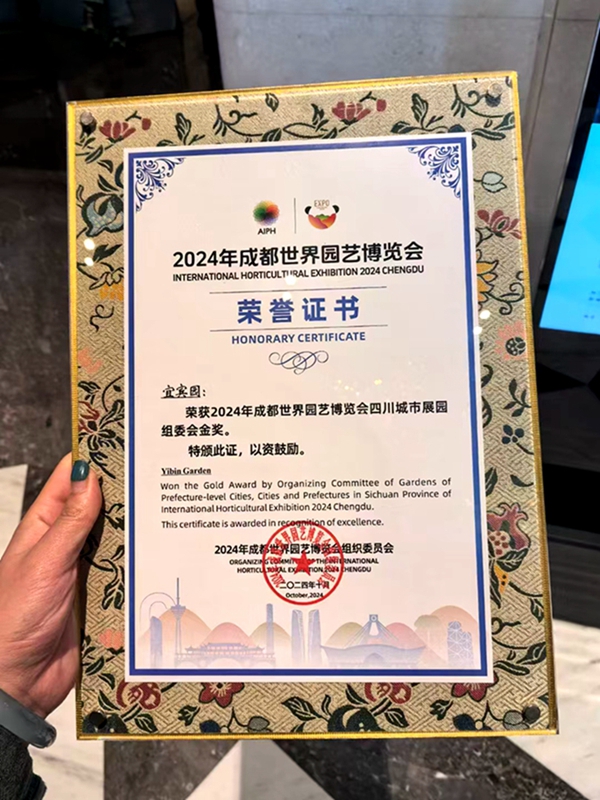 AIPH
2024年成都世界园艺博览会
INTERNATIONAL HORTICULTURAL EXHIBITION 2024 CHENGDU
荣誉证书
HONORARY CERTIFICATE
宜宾园：
荣获2024年成都世界园艺博览会四川城市展园
组委会金奖。
特颁此证，以资鼓励。
Yibin Garden
Won the Gold Award by Organizing Committee of Gardens of
Prefecture-level Cities, Cities and Prefectures in Sichuan Province of
International Horticultural Exhibition 2024 Chengdu.
This certificate is awarded in recognition of excellence.
2024年成都世界园艺博览会组织委员会
ORGANIZING COMMITTEE OF THE INTERNATIONAL
HORTICULTURAL EXHIBITION 2024 CHENGDU
二〇二四年十月
October,2024